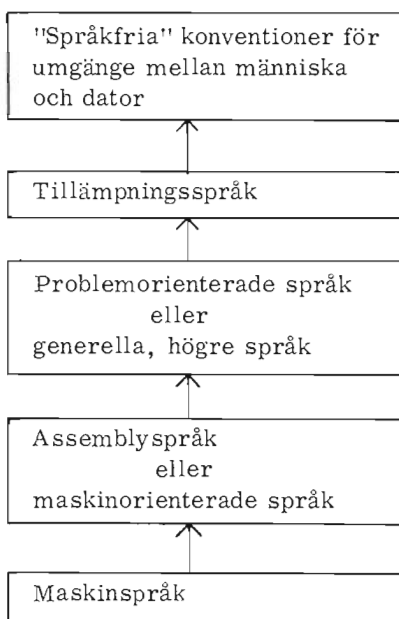 "Språkfria" konventioner för
umgänge mellan människa
och dator
Tillämpningsspråk
Problemorienterade språk
eller
generella, högre språk
Assemblyspråk
eller
maskinorienterade språk
Maskinspråk